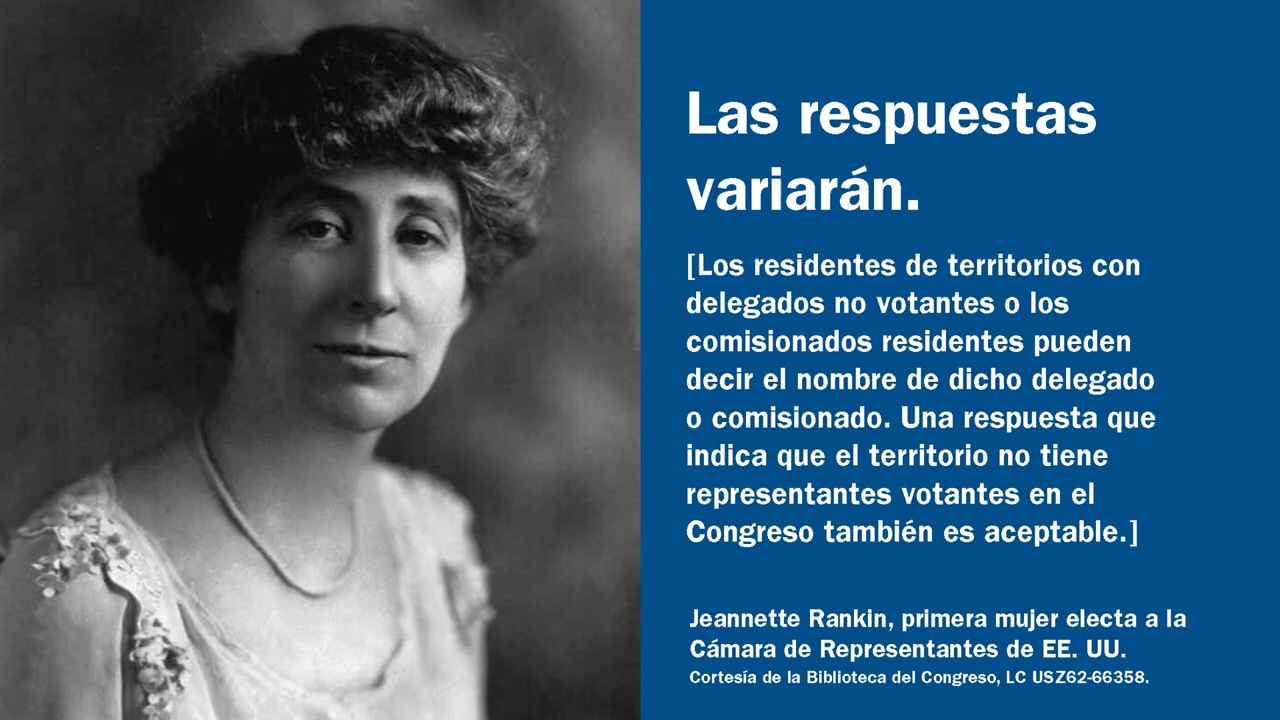 Las respuestas
variarán.
[Los residentes de territorios con
delegados no votantes o los
comisionados residentes pueden
decir el nombre de dicho delegado
o comisionado. Una respuesta que
indica que el territorio no tiene
representantes votantes en el
Congreso también es aceptable.]
Jeannette Rankin, primera mujer electa a la
Cámara de Representantes de EE. UU.
Cortesía de la Biblioteca del Congreso, LC USZ62-66358.